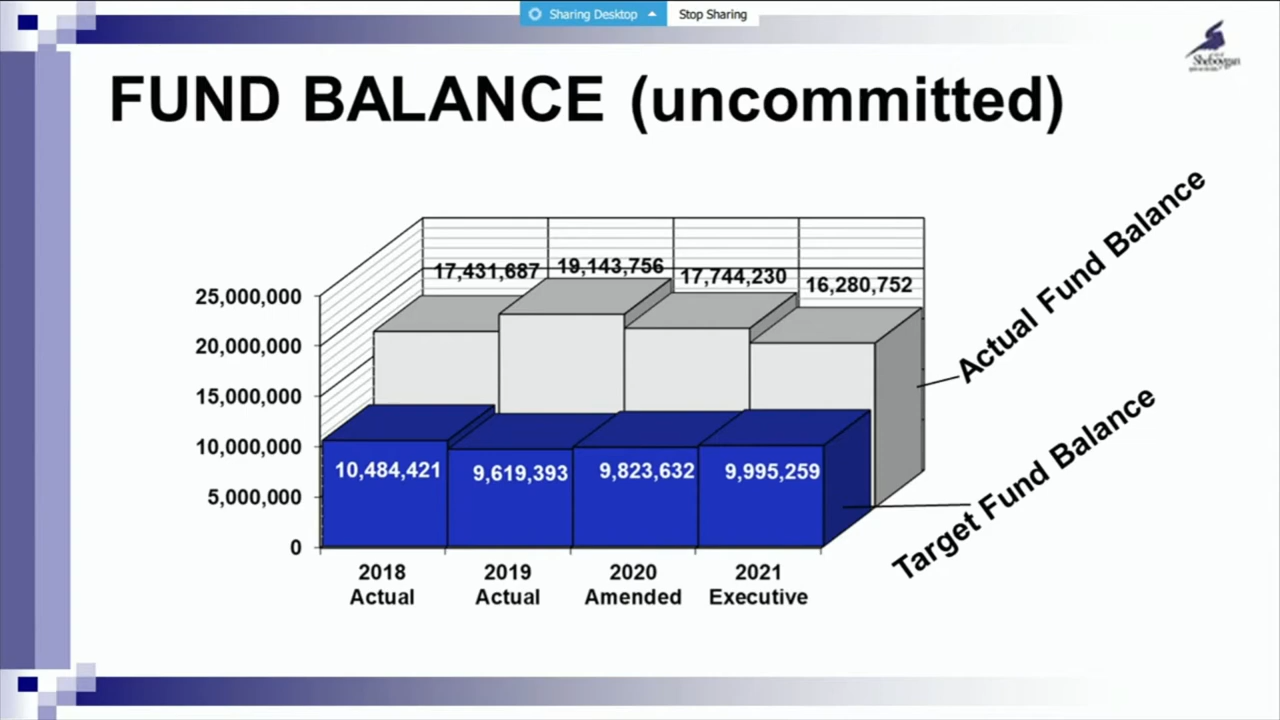 Sharing Desktop
Stop Sharing
Sheboygan
FUND BALANCE (uncommitted)
17,431,687
19,143,756
17,744,230
16,280,752
25,000,000
20,000,000
15,000,000
10,000,000
5,000,000
0
10,484,421
9,619,393
9,823,632
9,995,259
2018
Actual
2019
Actual
2020
Amended
2021
Executive
Actual Fund Balance
Target Fund Balance